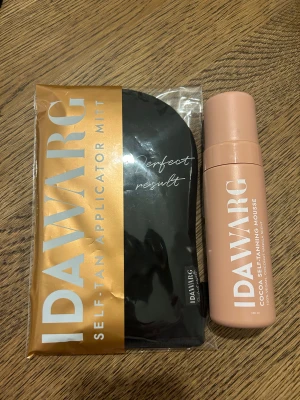 IDA WARG
SELF-TAN APPLICATOR MITT
Perfect
result
IDA WARG
IDA WARG
COCOA SELF-TANNING MOUSSE